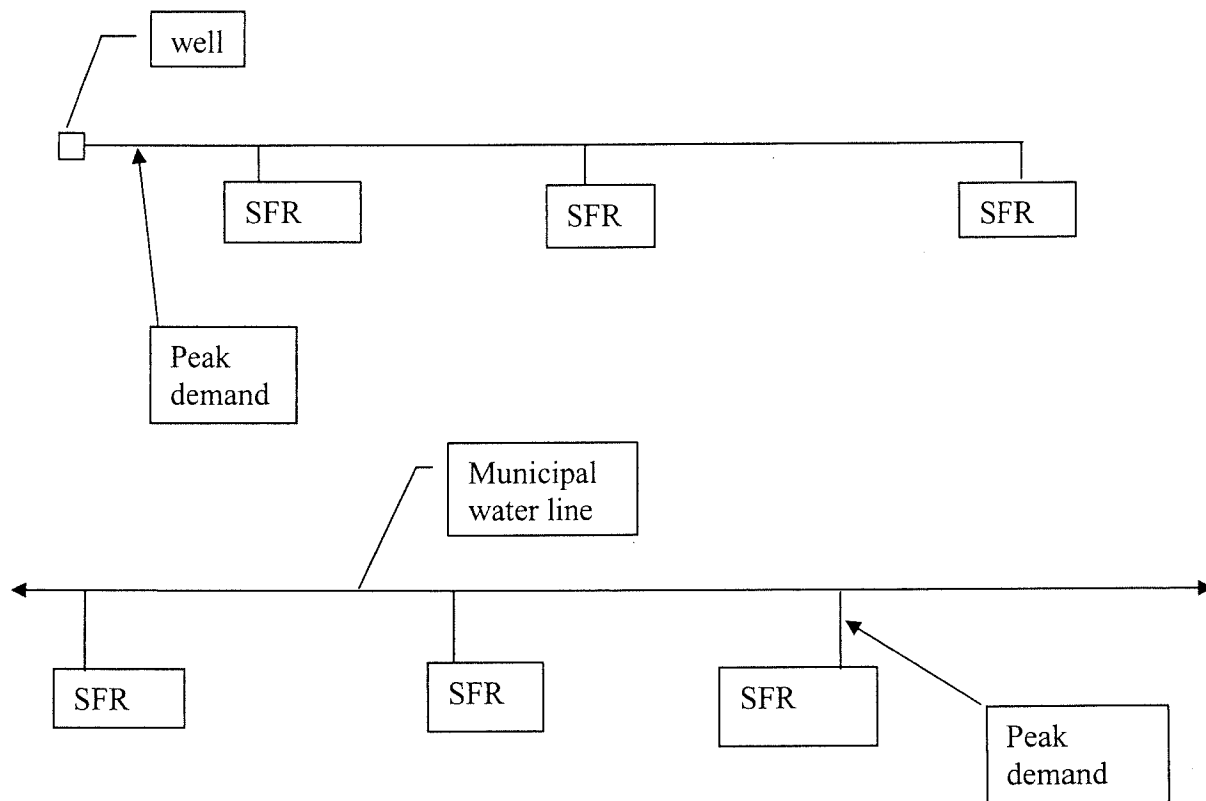 well
SFR
SFR
SFR
Peak
demand
Municipal
water line
SFR
SFR
SFR
Peak
demand